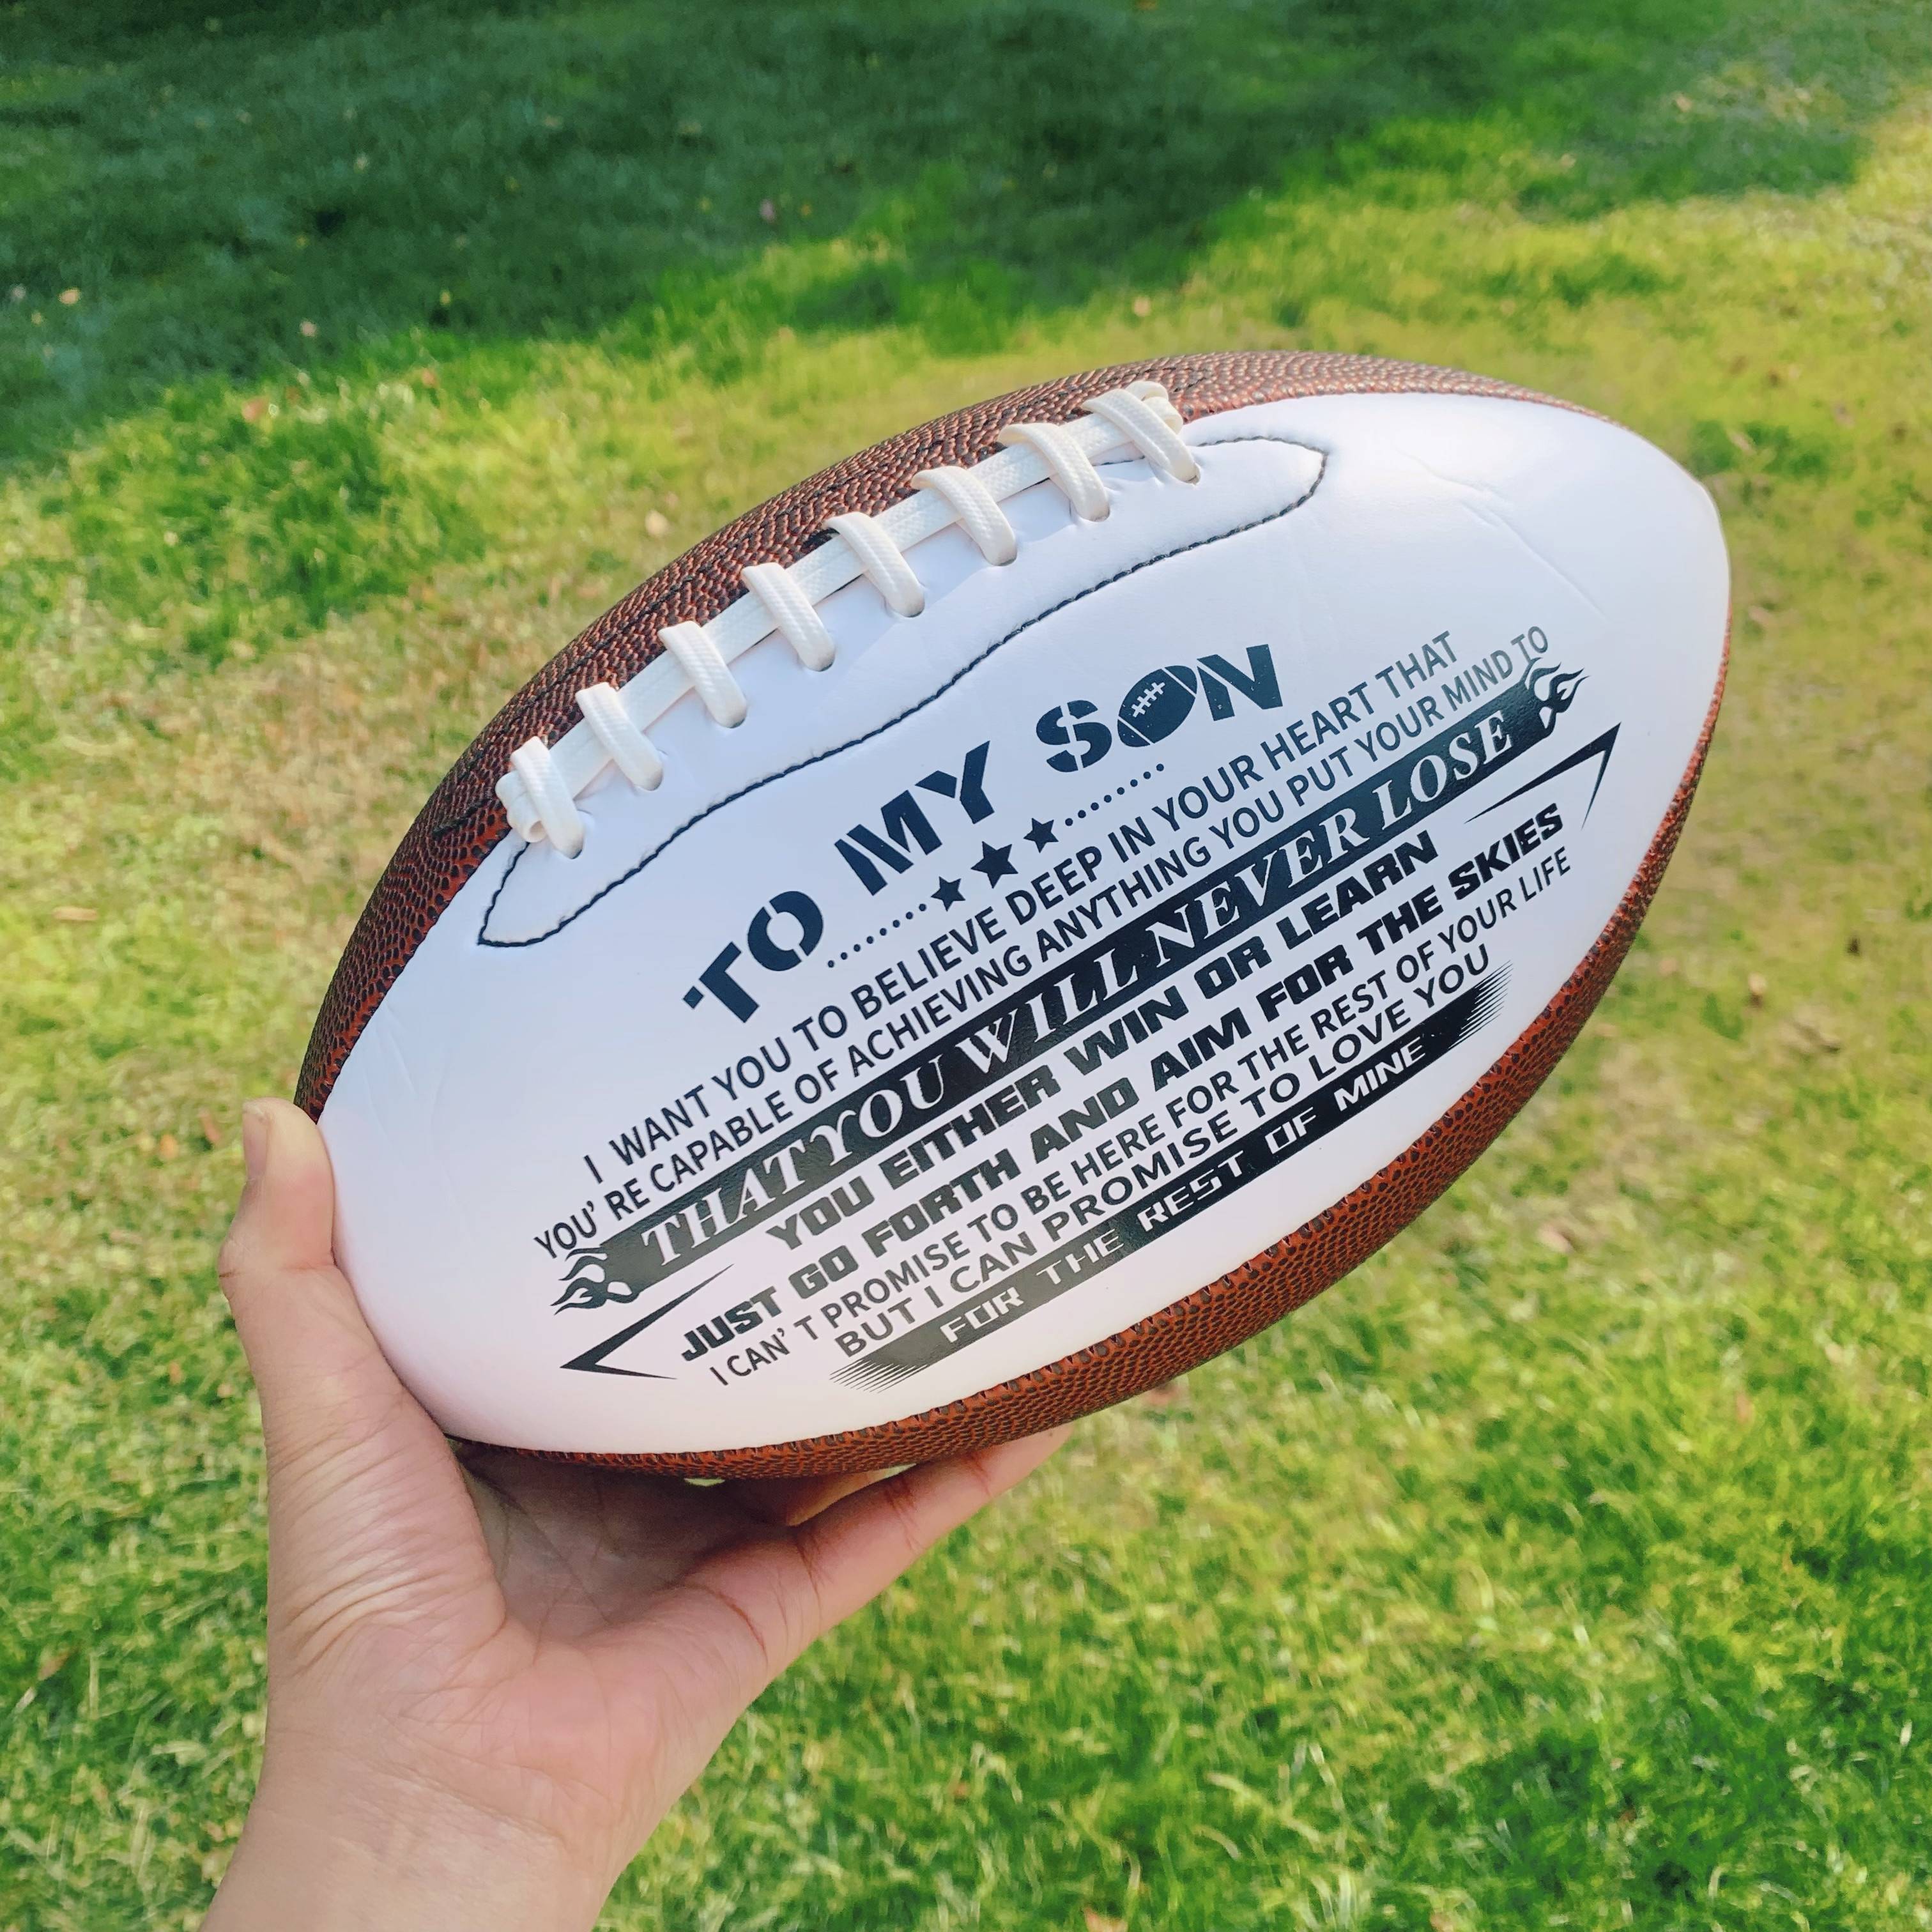 TO MY SON
I WANT YOU TO BELIEVE DEEP IN YOUR HEART THAT
YOU' RE CAPABLE OF ACHIEVING ANYTHING YOU PUT YOUR MIND TO
THAT YOU WILL NEVER LOSE
YOU EITHER WIN OR LEARN
JUST GO FORTH AND AIM FOR THE SKIES
I CAN' T PROMISE TO BE HERE FOR THE REST OF YOUR LIFE
BUT I CAN PROMISE TO LOVE YOU
FOR THE REST OF MINE